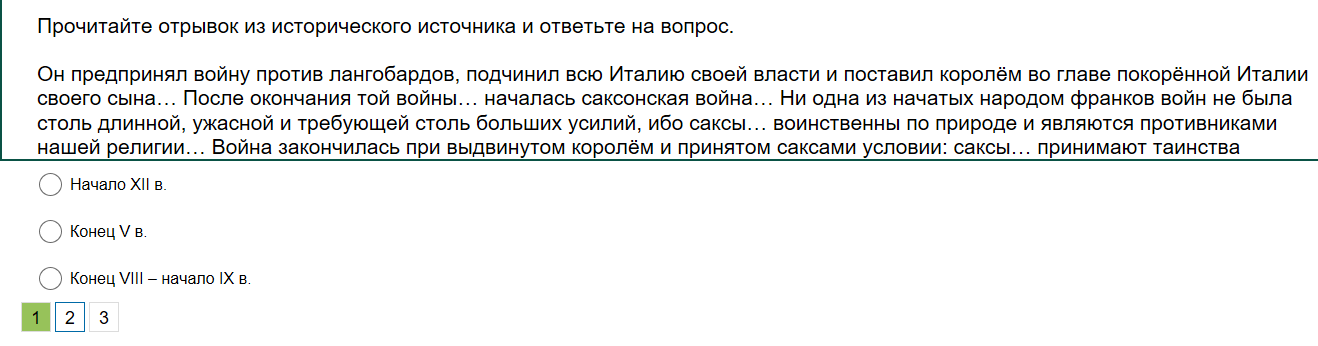 Прочитайте отрывок из исторического источника и ответьте на вопрос.
Он предпринял войну против лангобардов, подчинил всю Италию своей власти и поставил королём во главе покорённой Италии
своего сына… После окончания той войны… началась саксонская война… Ни одна из начатых народом франков войн не была
столь длинной, ужасной и требующей столь больших усилий, ибо саксы… воинственны по природе и являются противниками
нашей религии… Война закончилась при выдвинутом королём и принятом саксами условии: саксы… принимают таинства
Начало XII в.
Конец V в.
Конец VIII – начало IX в.
1 2 3